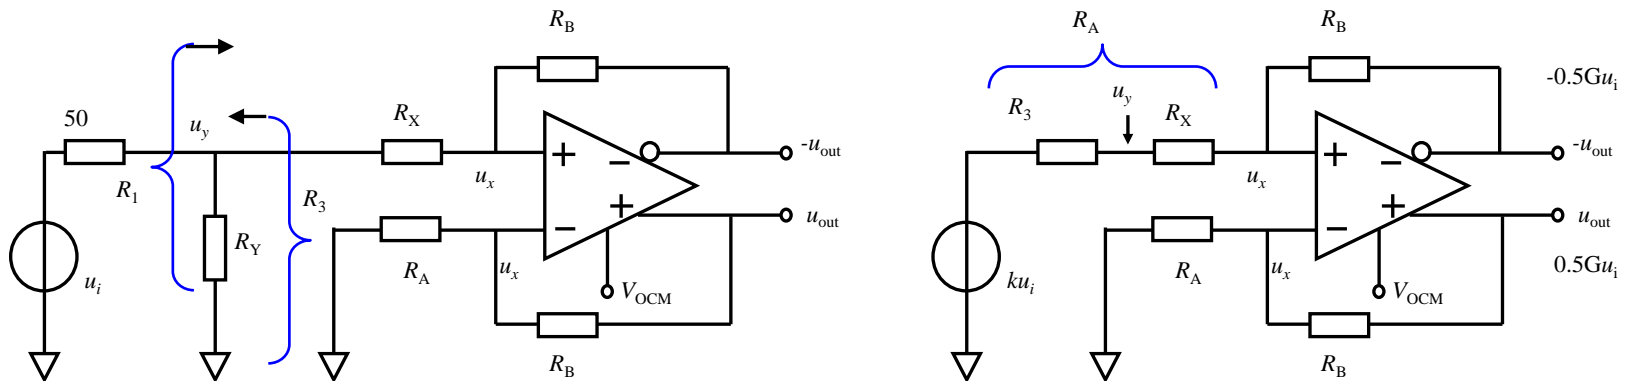 R_B
50
u_y
R_X
-u_out
u_x
R_1
R_3
u_out
R_Y
u_x
u_i
R_A
V_OCM
R_B
R_A
R_B
-0.5Gu_i
R_3
u_y
R_X
-u_out
u_x
u_out
u_x
0.5Gu_i
ku_i
R_A
V_OCM
R_B